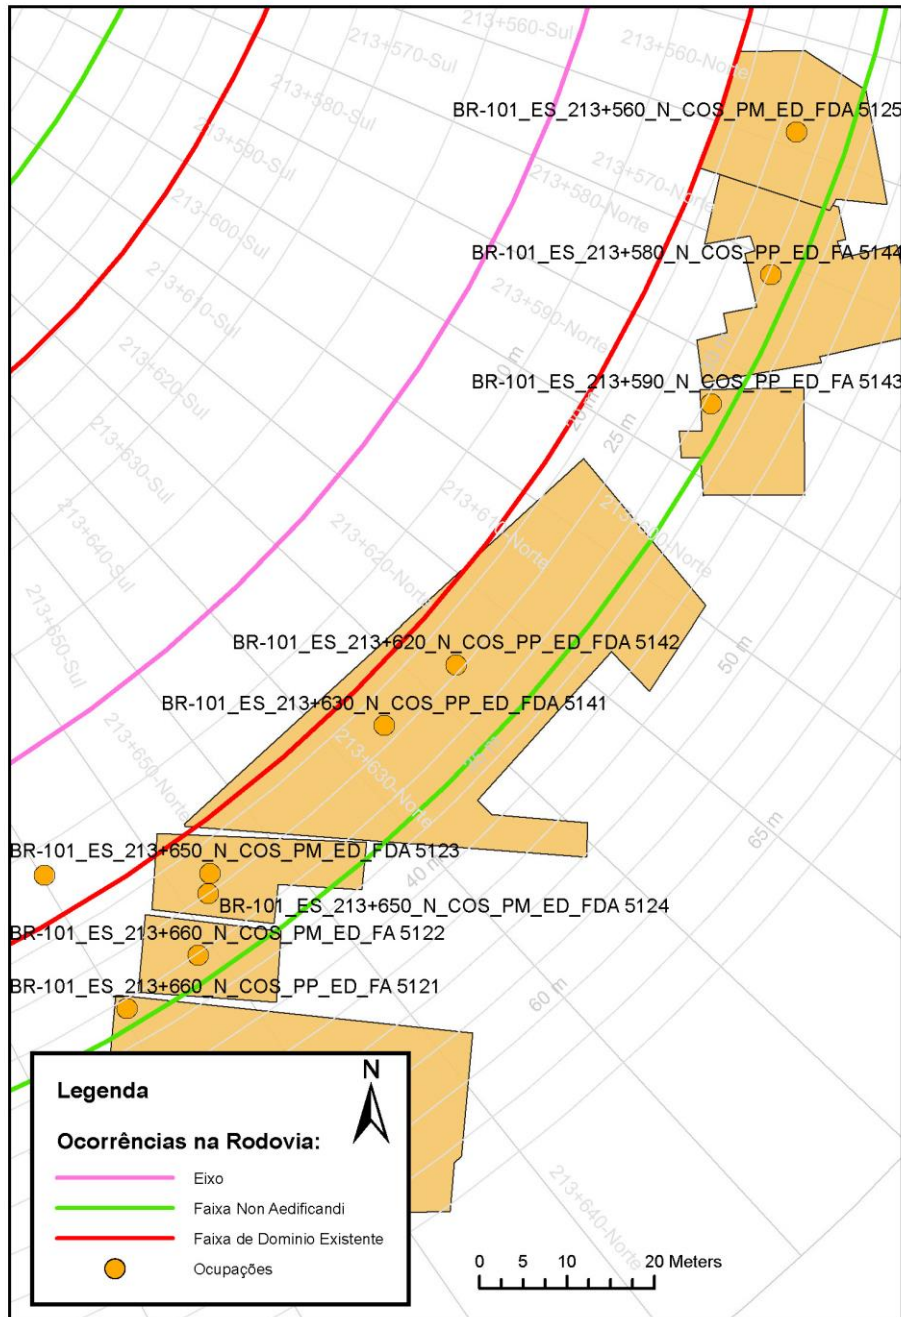 213+560-Sul
213+560-Norte
213+570-Sul
213+580-Sul
BR-101_ES_213+560_N_COS_PM_ED_FDA 5125
213+590-Sul
213+570-Norte
213+580-Norte
213+600-Sul
BR-101_ES_213+580_N_COS_PP_ED_FA 5144
213+610-Sul
213+590-Norte
213+620-Sul
BR-101_ES_213+590_N_COS_PP_ED_FA 5143
20 m
25 m
213+630-Sul
213+610-Norte
213+640-Sul
213+620-Norte
213+650-Sul
BR-101_ES_213+620_N_COS_PP_ED_FDA 5142
50 m
BR-101_ES_213+630_N_COS_PP_ED_FDA 5141
213+650-Norte
213+630-Norte
65 m
BR-101_ES_213+650_N_COS_PM_ED_FDA 5123
40 m
BR-101_ES_213+650_N_COS_PM_ED_FDA 5124
BR-101_ES_213+660_N_COS_PM_ED_FA 5122
BR-101_ES_213+660_N_COS_PP_ED_FA 5121
60 m
213+640-Norte
N
Legenda
Ocorrências na Rodovia:
Eixo
Faixa Non Aedificandi
Faixa de Dominio Existente
Ocupações
0 5 10 20 Meters